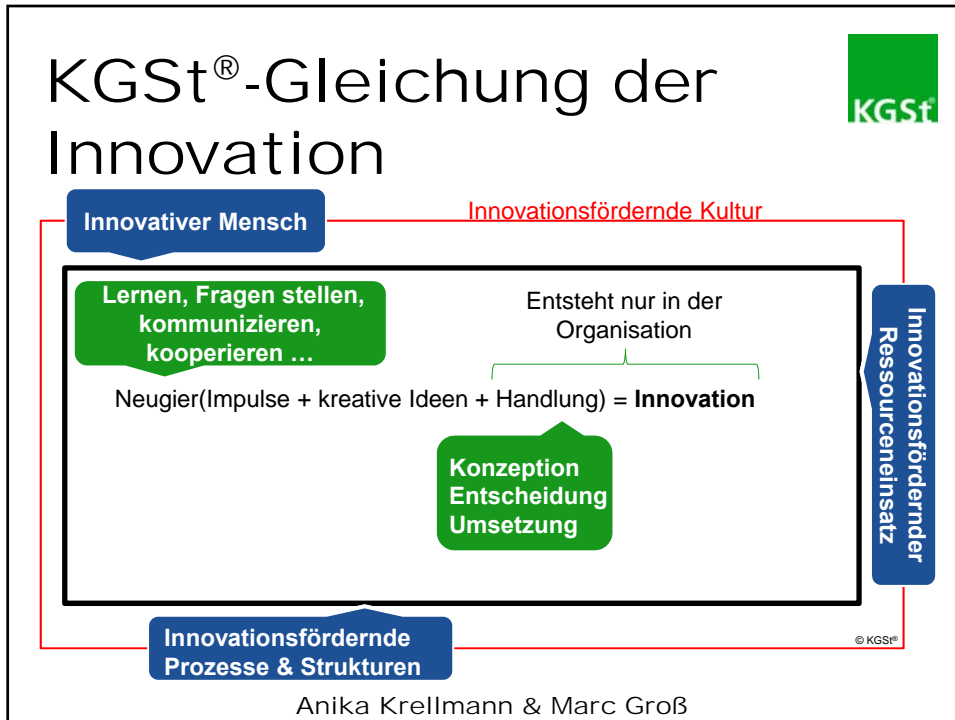 KGSt®-Gleichung der
Innovation
KGSt®
Innovativer Mensch
Innovationsfördernde Kultur
Lernen, Fragen stellen,
kommunizieren,
kooperieren …
Entsteht nur in der
Organisation
Neugier(Impulse + kreative Ideen + Handlung) = Innovation
Konzeption
Entscheidung
Umsetzung
Innovationsfördernder
Ressourceneinsatz
Innovationsfördernde
Prozesse & Strukturen
© KGSt®
Anika Krellmann & Marc Groß